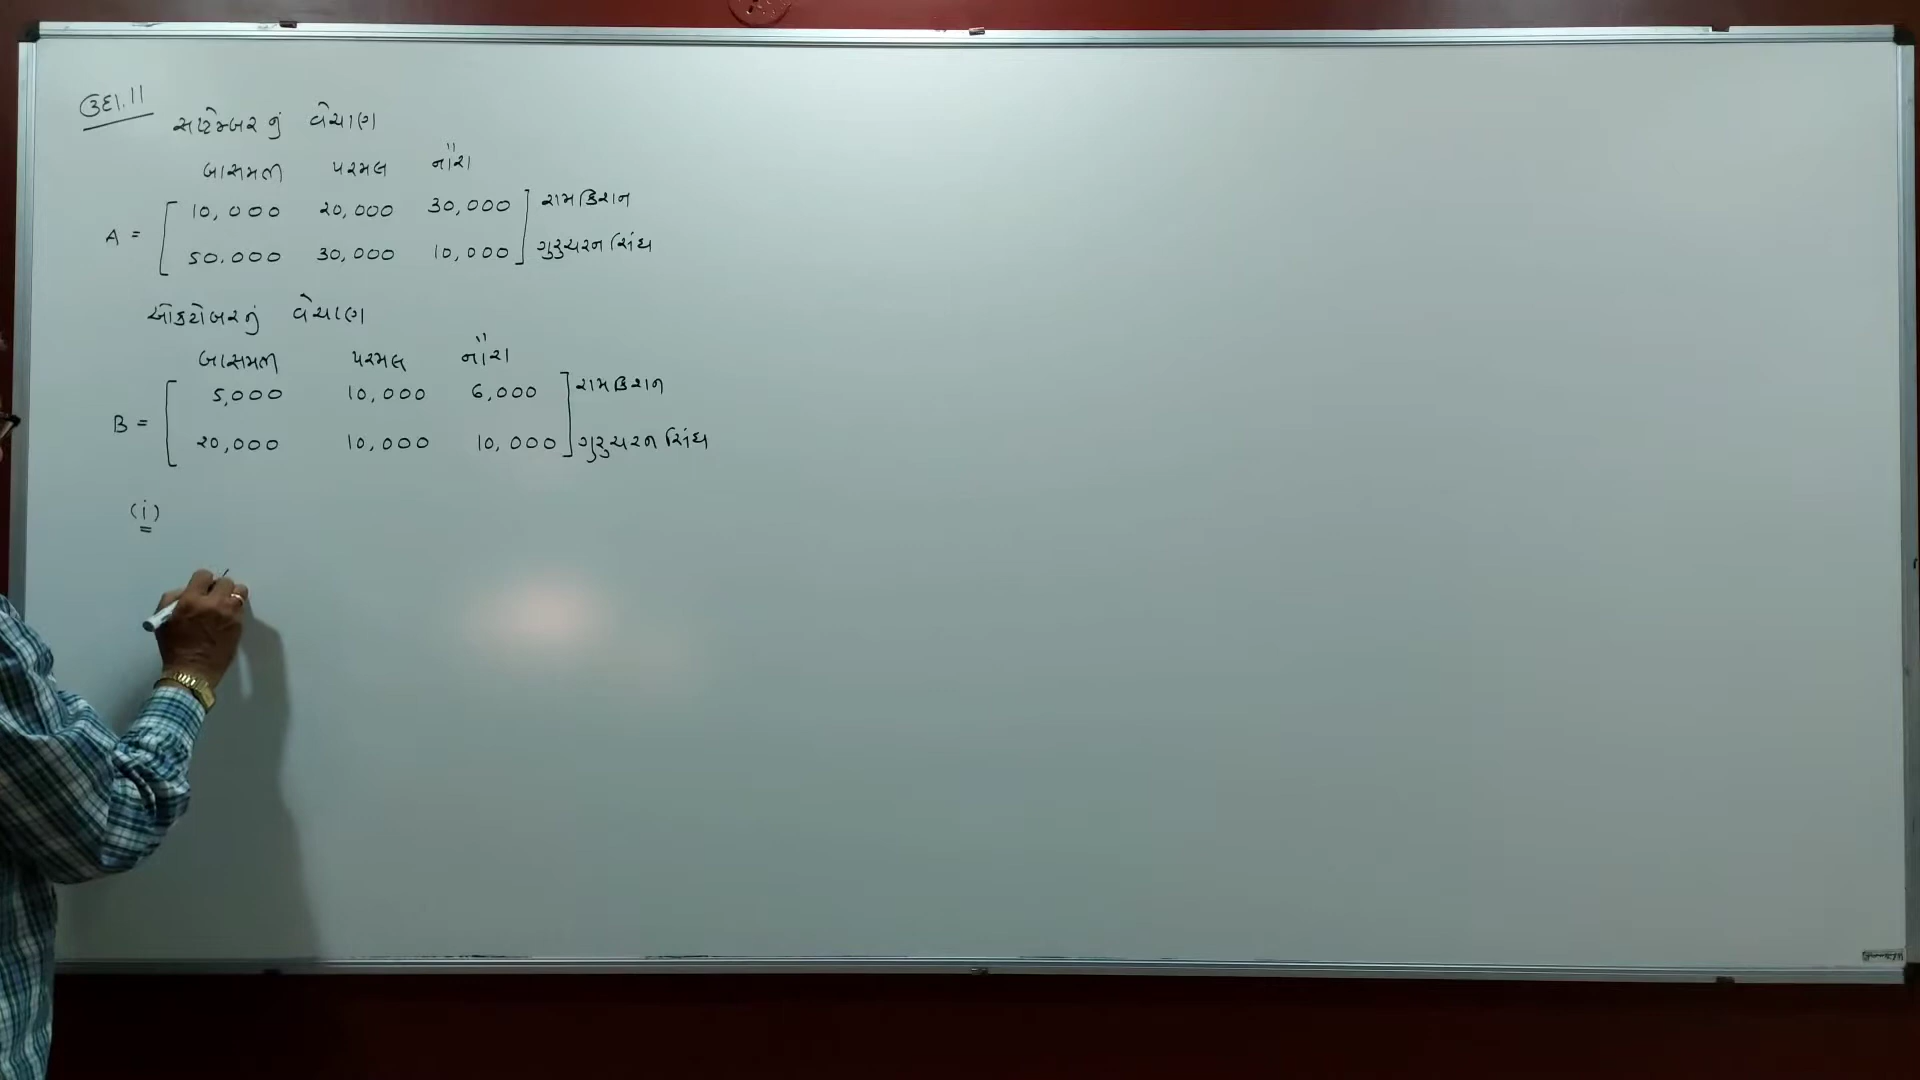 ઉદા.11
સપ્ટેમ્બરનું વેચાણ
બાસમતી પરમલ નૌરા
A = [ 10,000 20,000 30,000 ] રામકિશન
50,000 30,000 10,000 ગુરુચરન સિંઘ
ઑક્ટોબરનું વેચાણ
બાસમતી પરમલ નૌરા
B = [ 5,000 10,000 6,000 ] રામકિશન
20,000 10,000 10,000 ગુરુચરન સિંઘ
(i)